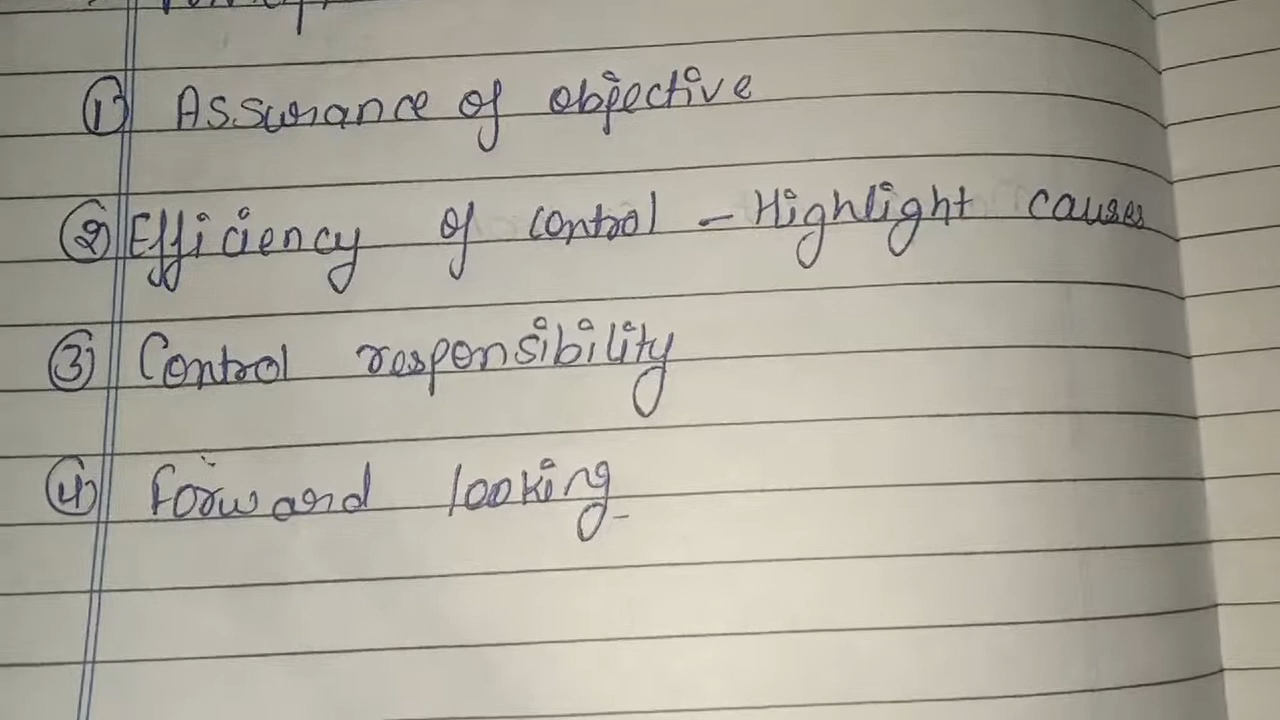 ① Assurance of objective
② Efficiency of control - Highlight causes
③ Control responsibility
④ forward looking